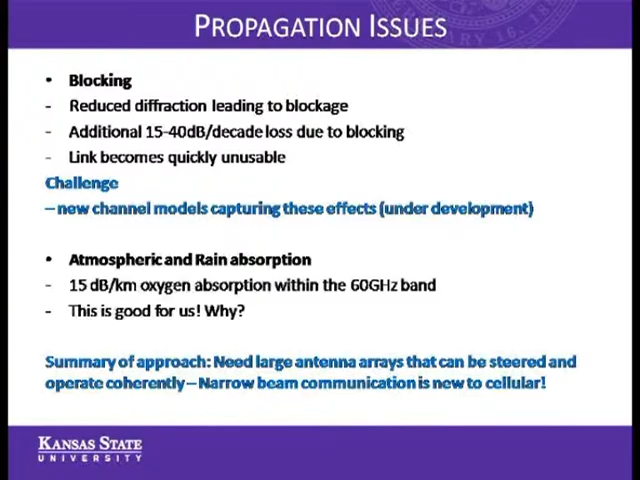 PROPAGATION ISSUES
• Blocking
- Reduced diffraction leading to blockage
- Additional 15-40dB/decade loss due to blocking
- Link becomes quickly unusable
Challenge
– new channel models capturing these effects (under development)
• Atmospheric and Rain absorption
- 15 dB/km oxygen absorption within the 60GHz band
- This is good for us! Why?
Summary of approach: Need large antenna arrays that can be steered and
operate coherently – Narrow beam communication is new to cellular!
KANSAS STATE
UNIVERSITY